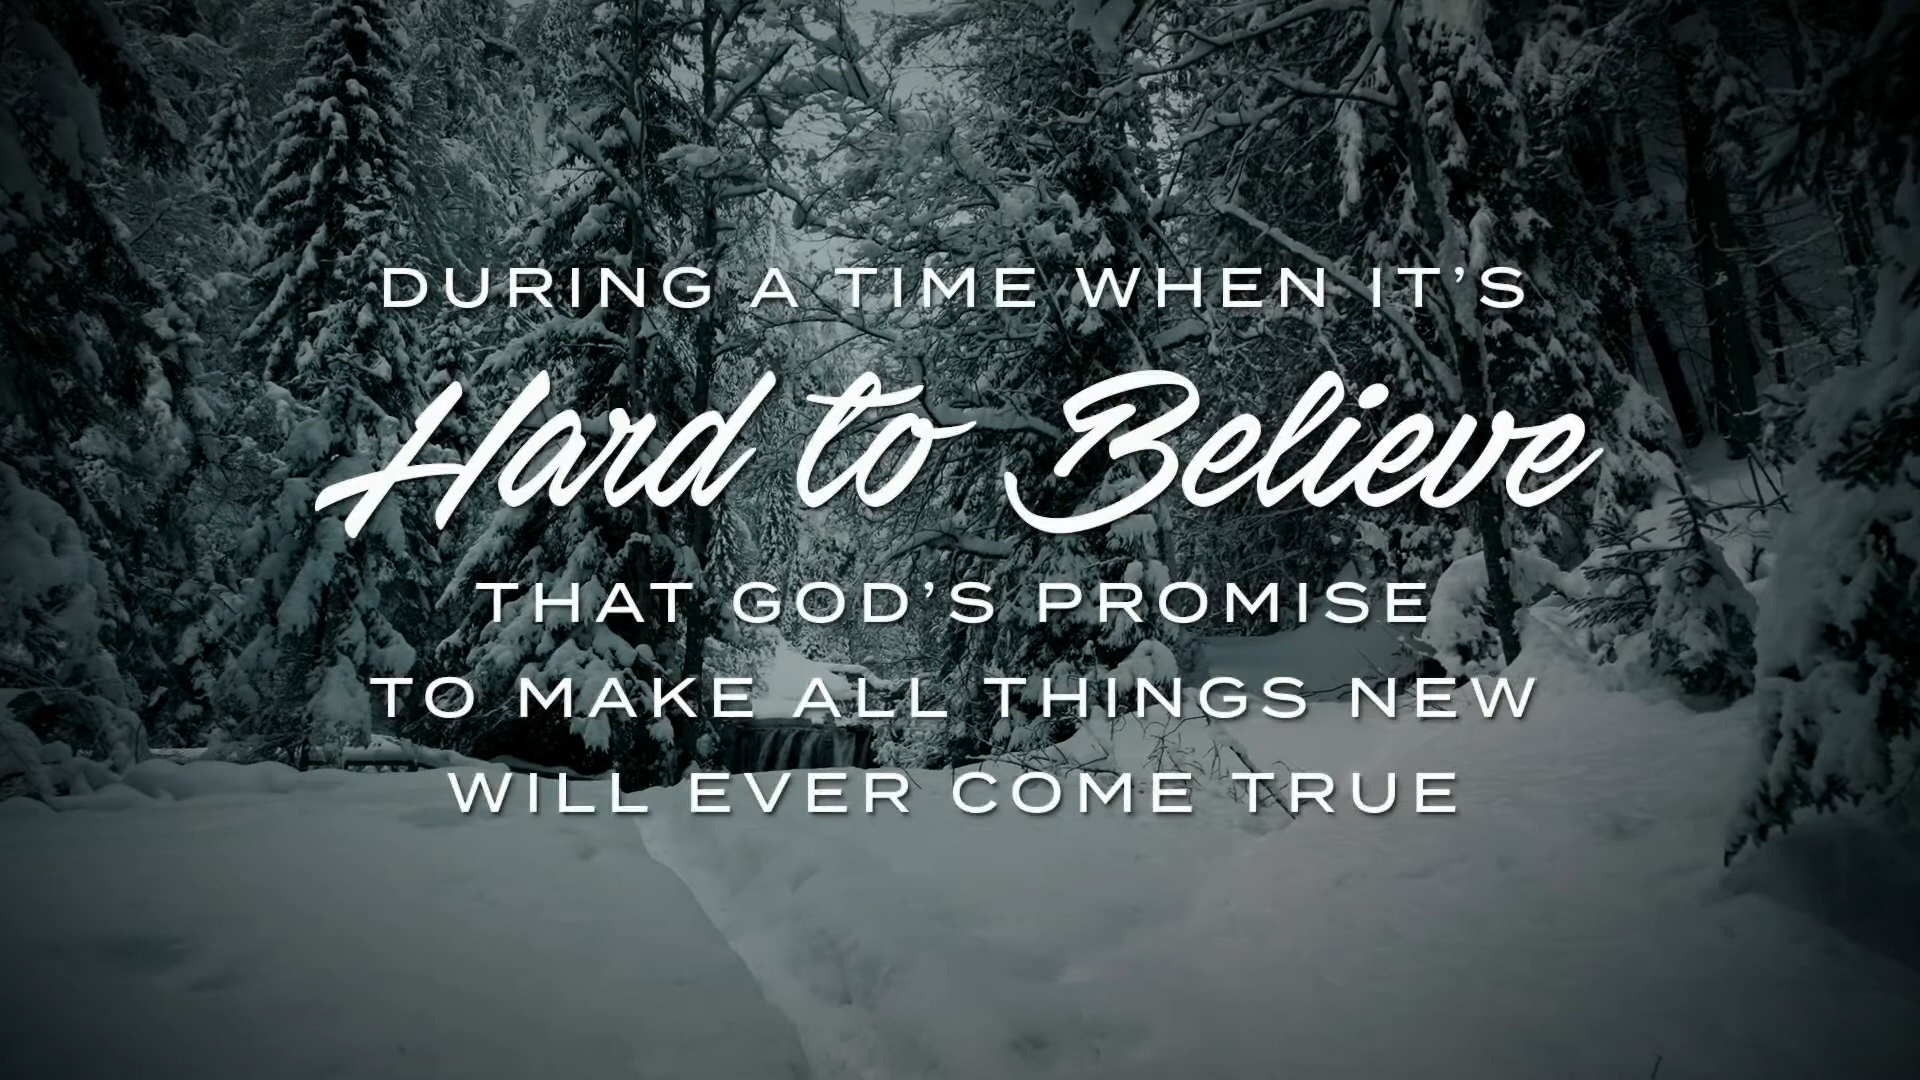 DURING A TIME WHEN IT’S
Hard to Believe
THAT GOD’S PROMISE
TO MAKE ALL THINGS NEW
WILL EVER COME TRUE